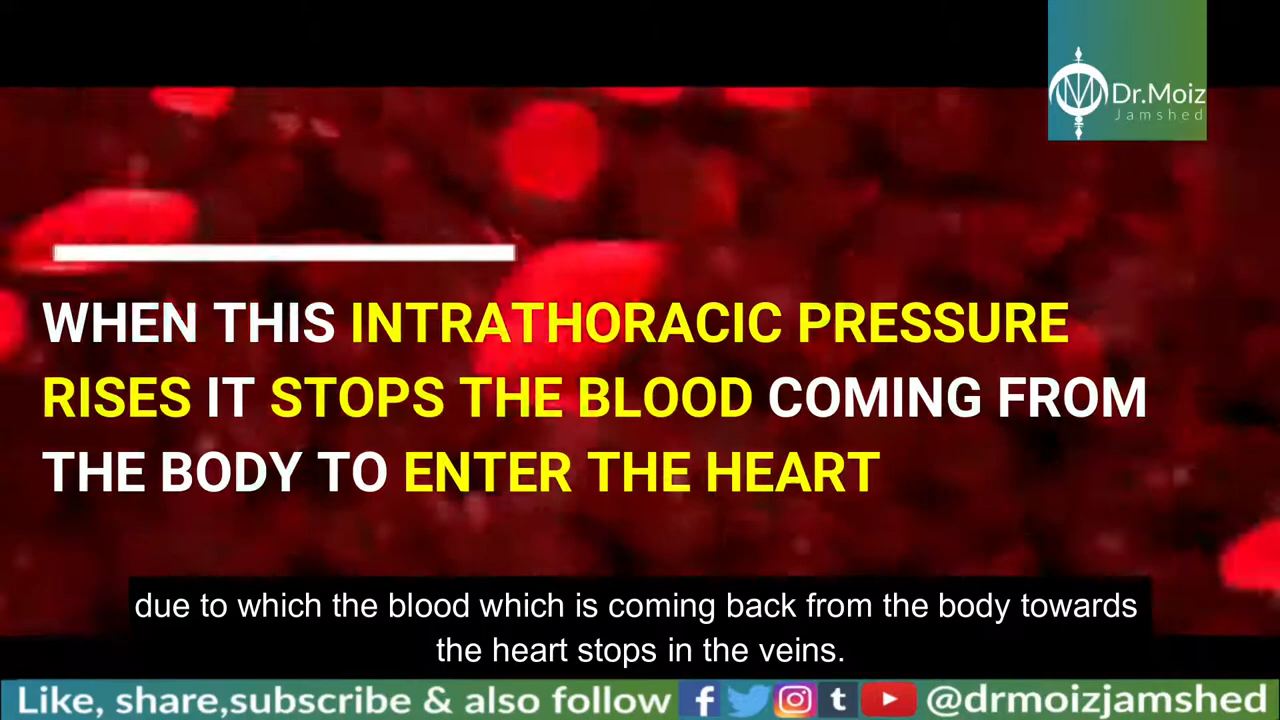 Dr.Moiz
Jamshed
WHEN THIS INTRATHORACIC PRESSURE
RISES IT STOPS THE BLOOD COMING FROM
THE BODY TO ENTER THE HEART
due to which the blood which is coming back from the body towards
the heart stops in the veins.
Like, share,subscribe & also follow f t @drmoizjamshed